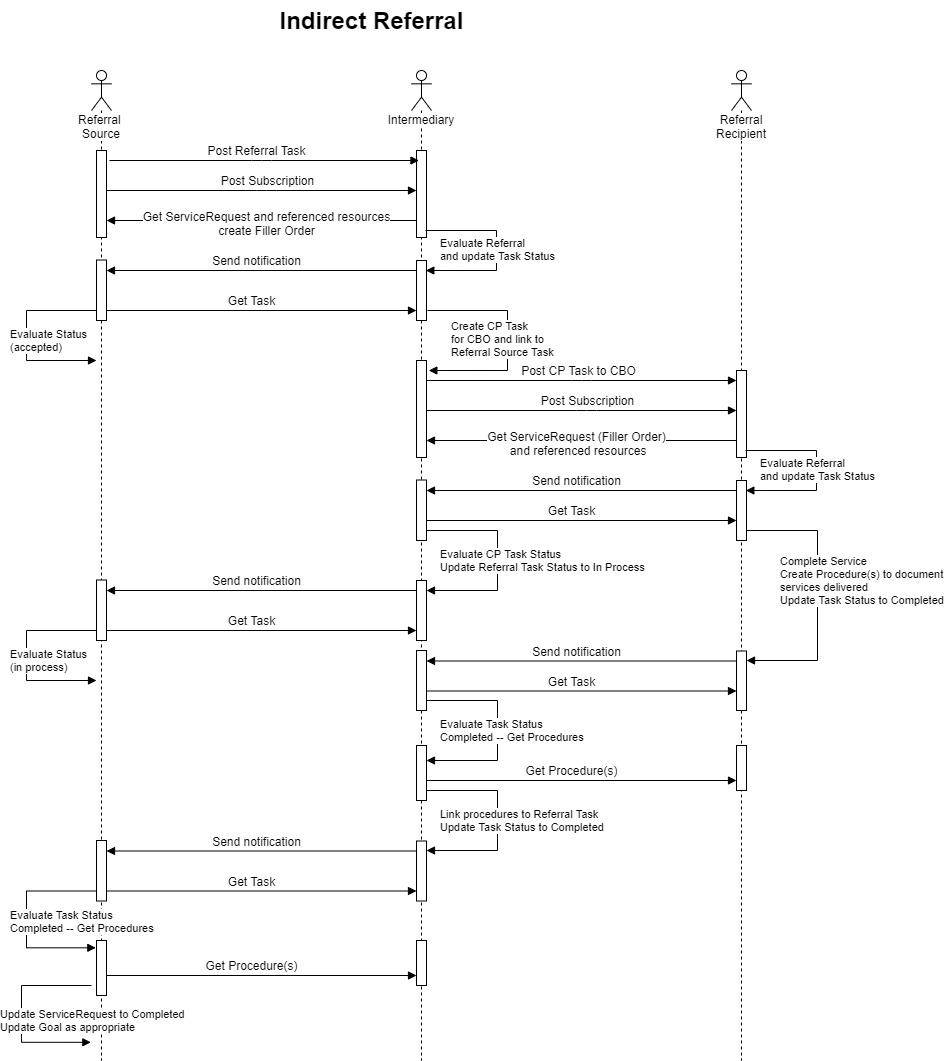 Indirect Referral
Referral
Source
Intermediary
Referral
Recipient
Post Referral Task
Post Subscription
Get ServiceRequest and referenced resources
create Filler Order
Evaluate Referral
and update Task Status
Send notification
Get Task
Evaluate Status
(accepted)
Create CP Task
for CBO and link to
Referral Source Task
Post CP Task to CBO
Post Subscription
Get ServiceRequest (Filler Order)
and referenced resources
Evaluate Referral
and update Task Status
Send notification
Get Task
Evaluate CP Task Status
Update Referral Task Status to In Process
Complete Service
Create Procedure(s) to document
services delivered
Update Task Status to Completed
Send notification
Get Task
Evaluate Status
(in process)
Send notification
Get Task
Evaluate Task Status
Completed -- Get Procedures
Get Procedure(s)
Link procedures to Referral Task
Update Task Status to Completed
Send notification
Get Task
Evaluate Task Status
Completed -- Get Procedures
Get Procedure(s)
Update ServiceRequest to Completed
Update Goal as appropriate